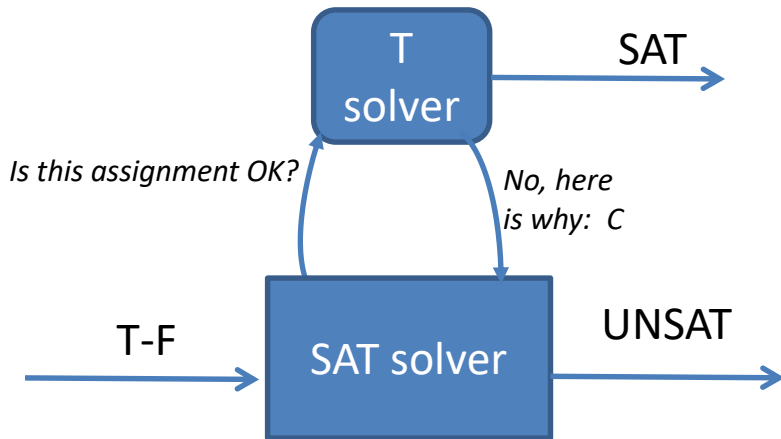 T
solver
SAT
Is this assignment OK?
No, here
is why:  C
T-F
SAT solver
UNSAT